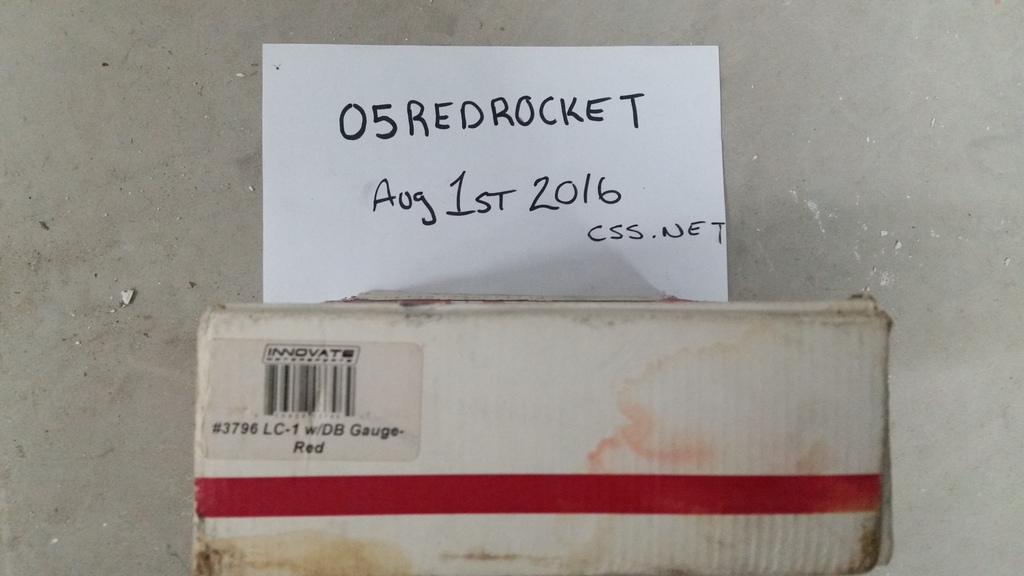 05REDROCKET
Aug 1ST 2016
CSS.NET
INNOVATE
#3796 LC-1 w/DB Gauge-
Red